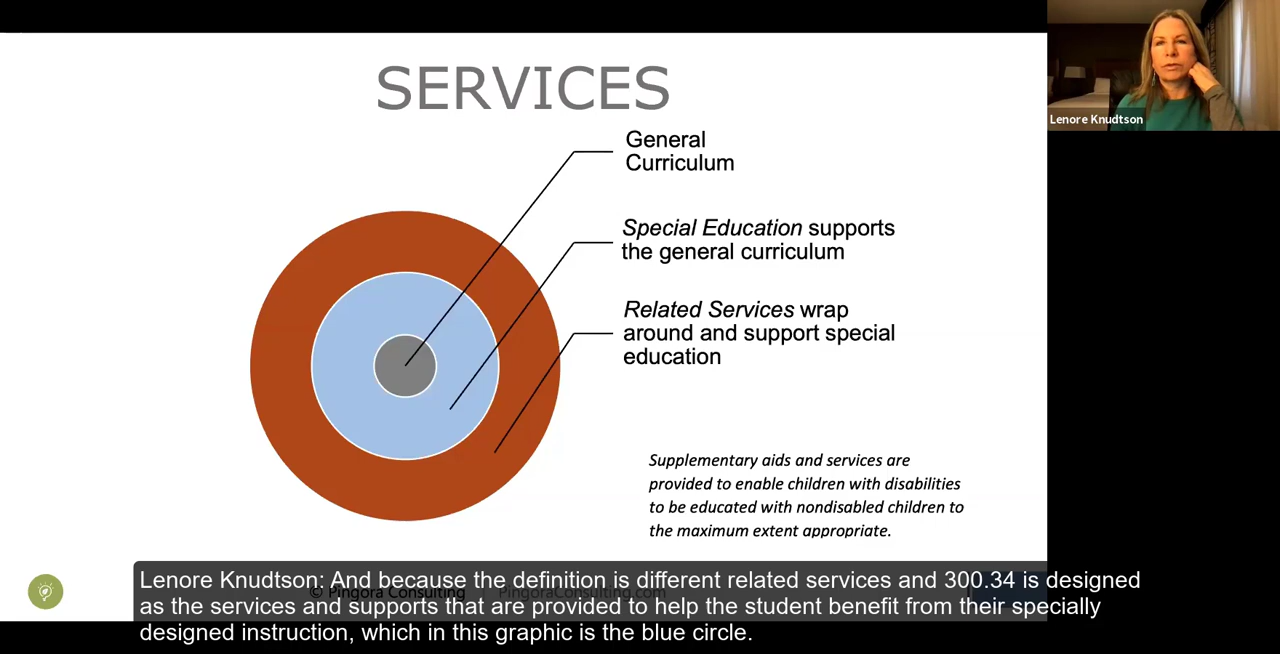 SERVICES
Lenore Knudtson
General
Curriculum
Special Education supports
the general curriculum
Related Services wrap
around and support special
education
Supplementary aids and services are
provided to enable children with disabilities
to be educated with nondisabled children to
the maximum extent appropriate.
© Pingora Consulting | PingoraConsulting.com
Lenore Knudtson: And because the definition is different related services and 300.34 is designed
as the services and supports that are provided to help the student benefit from their specially
designed instruction, which in this graphic is the blue circle.